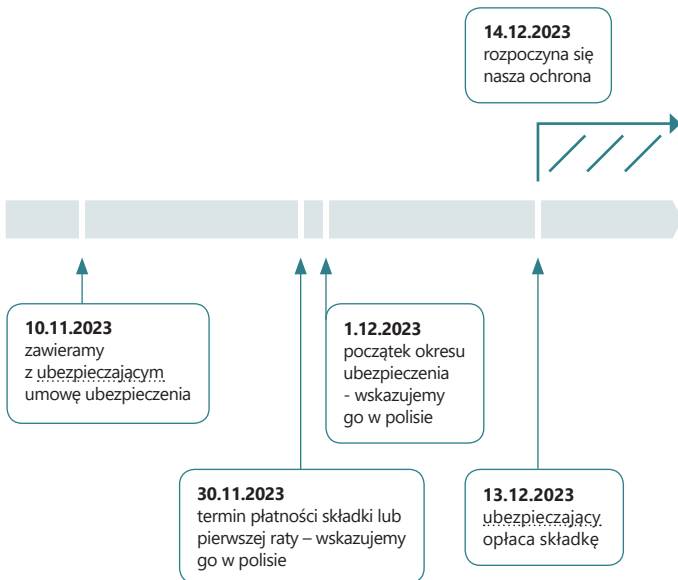 14.12.2023
rozpoczyna się
nasza ochrona
10.11.2023
zawieramy
z ubezpieczającym
umowę ubezpieczenia
1.12.2023
początek okresu
ubezpieczenia
- wskazujemy
go w polisie
30.11.2023
termin płatności składki lub
pierwszej raty – wskazujemy
go w polisie
13.12.2023
ubezpieczający
opłaca składkę